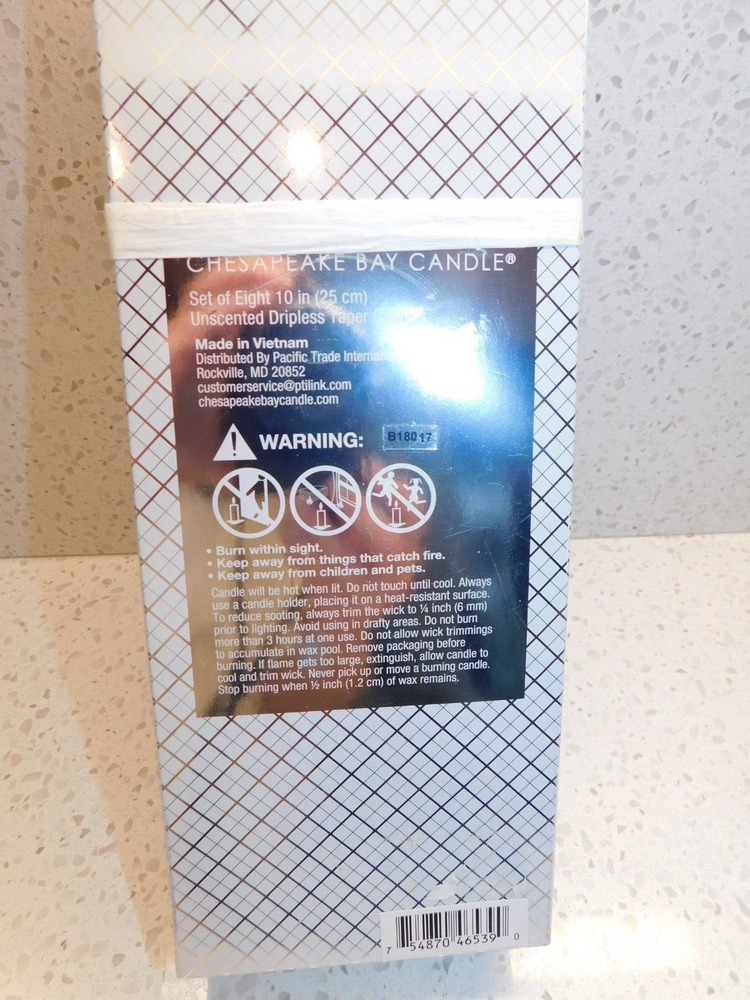 CHESAPEAKE BAY CANDLE®
Set of Eight 10 in (25 cm)
Unscented Dripless Taper
Made in Vietnam
Distributed By Pacific Trade
Rockville, MD 20852
customerservice@ptilink.com
chesapeakebaycandle.com
WARNING:
B18017
• Burn within sight.
• Keep away from things that catch fire.
• Keep away from children and pets.
Candle will be hot when lit. Do not touch until cool. Always
use a candle holder, placing it on a heat-resistant surface.
To reduce sooting, always trim the wick to ¼ inch (6 mm)
prior to lighting. Avoid using in drafty areas. Do not burn
more than 3 hours at one use. Do not allow wick trimmings
to accumulate in wax pool. Remove packaging before
burning. If flame gets too large, extinguish, allow candle to
cool and trim wick. Never pick up or move a burning candle.
Stop burning when ½ inch (1.2 cm) of wax remains.
7 54870 46539 0